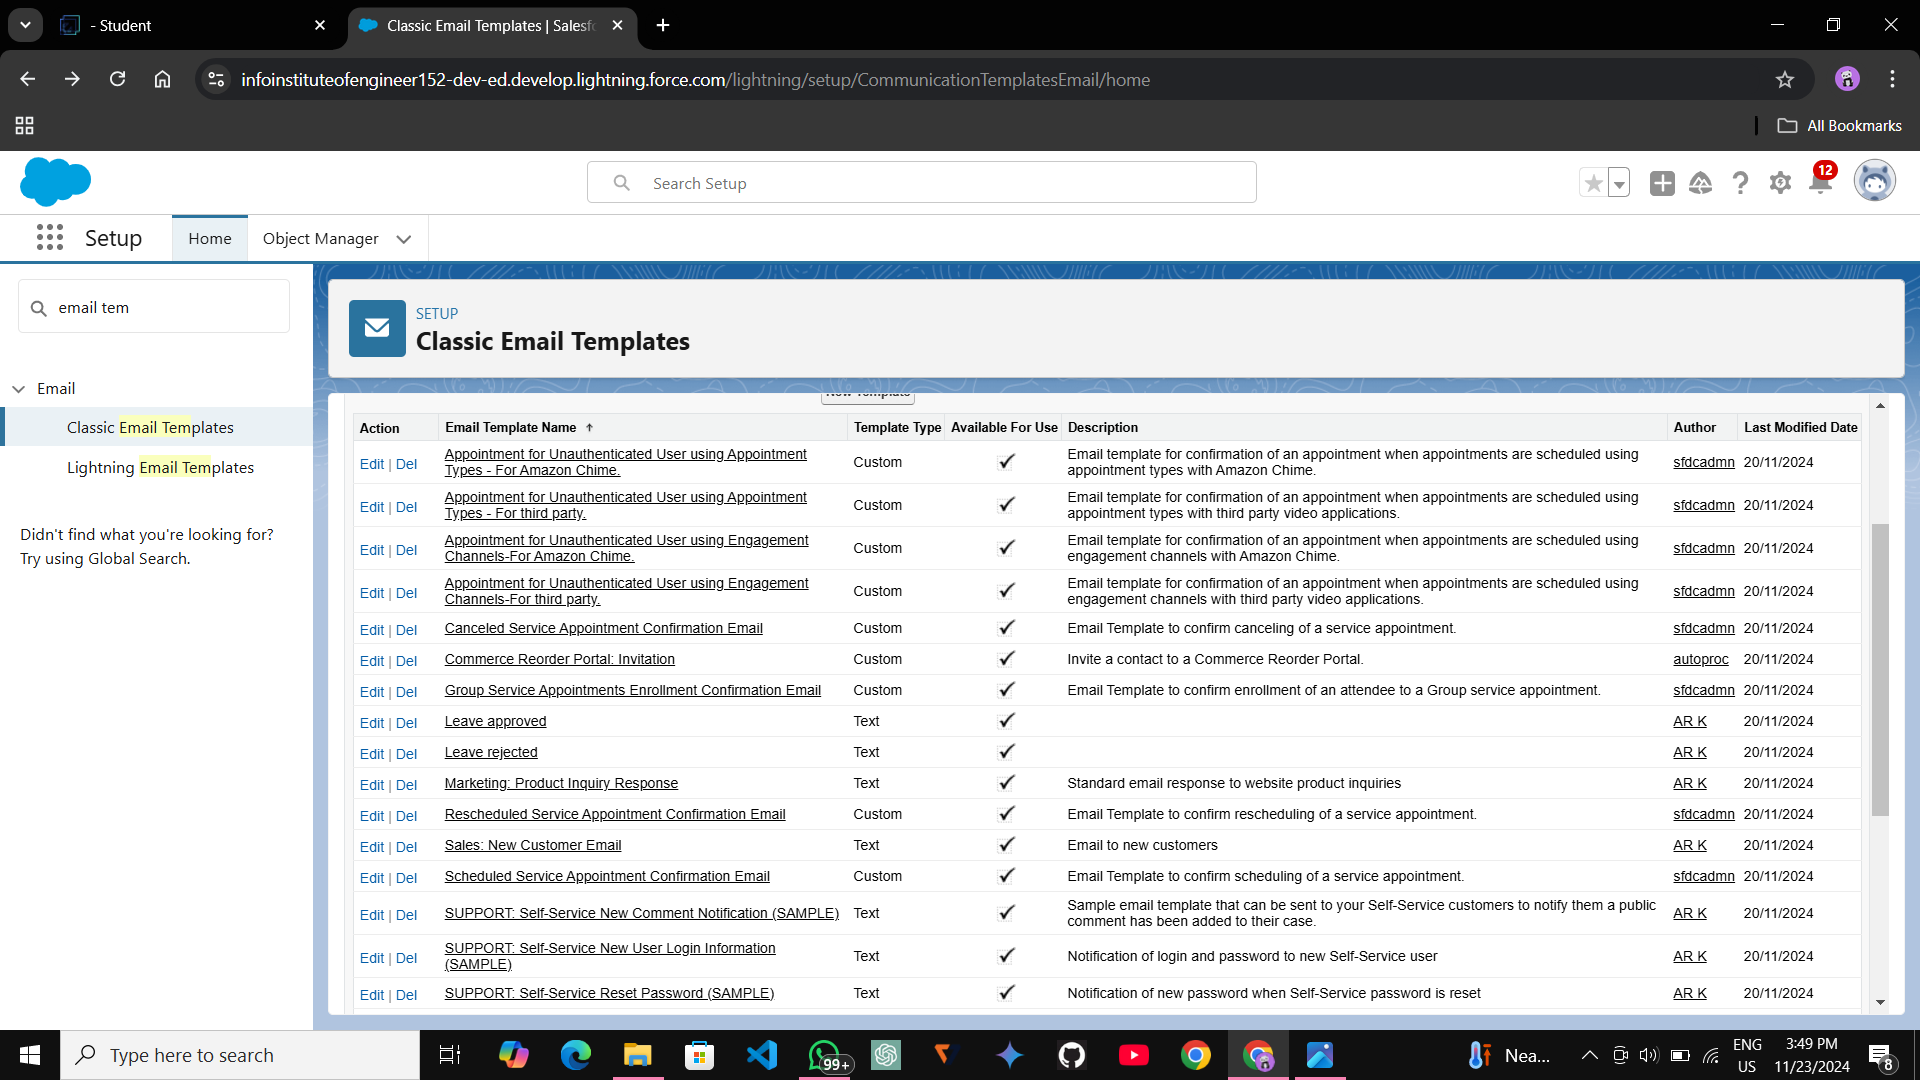 - Student
Classic Email Templates | Salesfo
infoinstituteofengineer152-dev-ed.develop.lightning.force.com/lightning/setup/CommunicationTemplatesEmail/home
All Bookmarks
Search Setup
12
Setup
Home
Object Manager
email tem
Email
Classic Email Templates
Lightning Email Templates
Didn't find what you're looking for?
Try using Global Search.
SETUP
Classic Email Templates
New Template
Action Email Template Name Template Type Available For Use Description Author Last Modified Date
Edit | Del Appointment for Unauthenticated User using Appointment Types - For Amazon Chime. Custom Email template for confirmation of an appointment when appointments are scheduled using appointment types with Amazon Chime. sfdcadmn 20/11/2024
Edit | Del Appointment for Unauthenticated User using Appointment Types - For third party. Custom Email template for confirmation of an appointment when appointments are scheduled using appointment types with third party video applications. sfdcadmn 20/11/2024
Edit | Del Appointment for Unauthenticated User using Engagement Channels-For Amazon Chime. Custom Email template for confirmation of an appointment when appointments are scheduled using engagement channels with Amazon Chime. sfdcadmn 20/11/2024
Edit | Del Appointment for Unauthenticated User using Engagement Channels-For third party. Custom Email template for confirmation of an appointment when appointments are scheduled using engagement channels with third party video applications. sfdcadmn 20/11/2024
Edit | Del Canceled Service Appointment Confirmation Email Custom Email Template to confirm canceling of a service appointment. sfdcadmn 20/11/2024
Edit | Del Commerce Reorder Portal: Invitation Custom Invite a contact to a Commerce Reorder Portal. autoproc 20/11/2024
Edit | Del Group Service Appointments Enrollment Confirmation Email Custom Email Template to confirm enrollment of an attendee to a Group service appointment. sfdcadmn 20/11/2024
Edit | Del Leave approved Text AR K 20/11/2024
Edit | Del Leave rejected Text AR K 20/11/2024
Edit | Del Marketing: Product Inquiry Response Text Standard email response to website product inquiries AR K 20/11/2024
Edit | Del Rescheduled Service Appointment Confirmation Email Custom Email Template to confirm rescheduling of a service appointment. sfdcadmn 20/11/2024
Edit | Del Sales: New Customer Email Text Email to new customers AR K 20/11/2024
Edit | Del Scheduled Service Appointment Confirmation Email Custom Email Template to confirm scheduling of a service appointment. sfdcadmn 20/11/2024
Edit | Del SUPPORT: Self-Service New Comment Notification (SAMPLE) Text Sample email template that can be sent to your Self-Service customers to notify them a public comment has been added to their case. AR K 20/11/2024
Edit | Del SUPPORT: Self-Service New User Login Information (SAMPLE) Text Notification of login and password to new Self-Service user AR K 20/11/2024
Edit | Del SUPPORT: Self-Service Reset Password (SAMPLE) Text Notification of new password when Self-Service password is reset AR K 20/11/2024
Type here to search
99+
Nea...
ENG
US
3:49 PM
11/23/2024
8